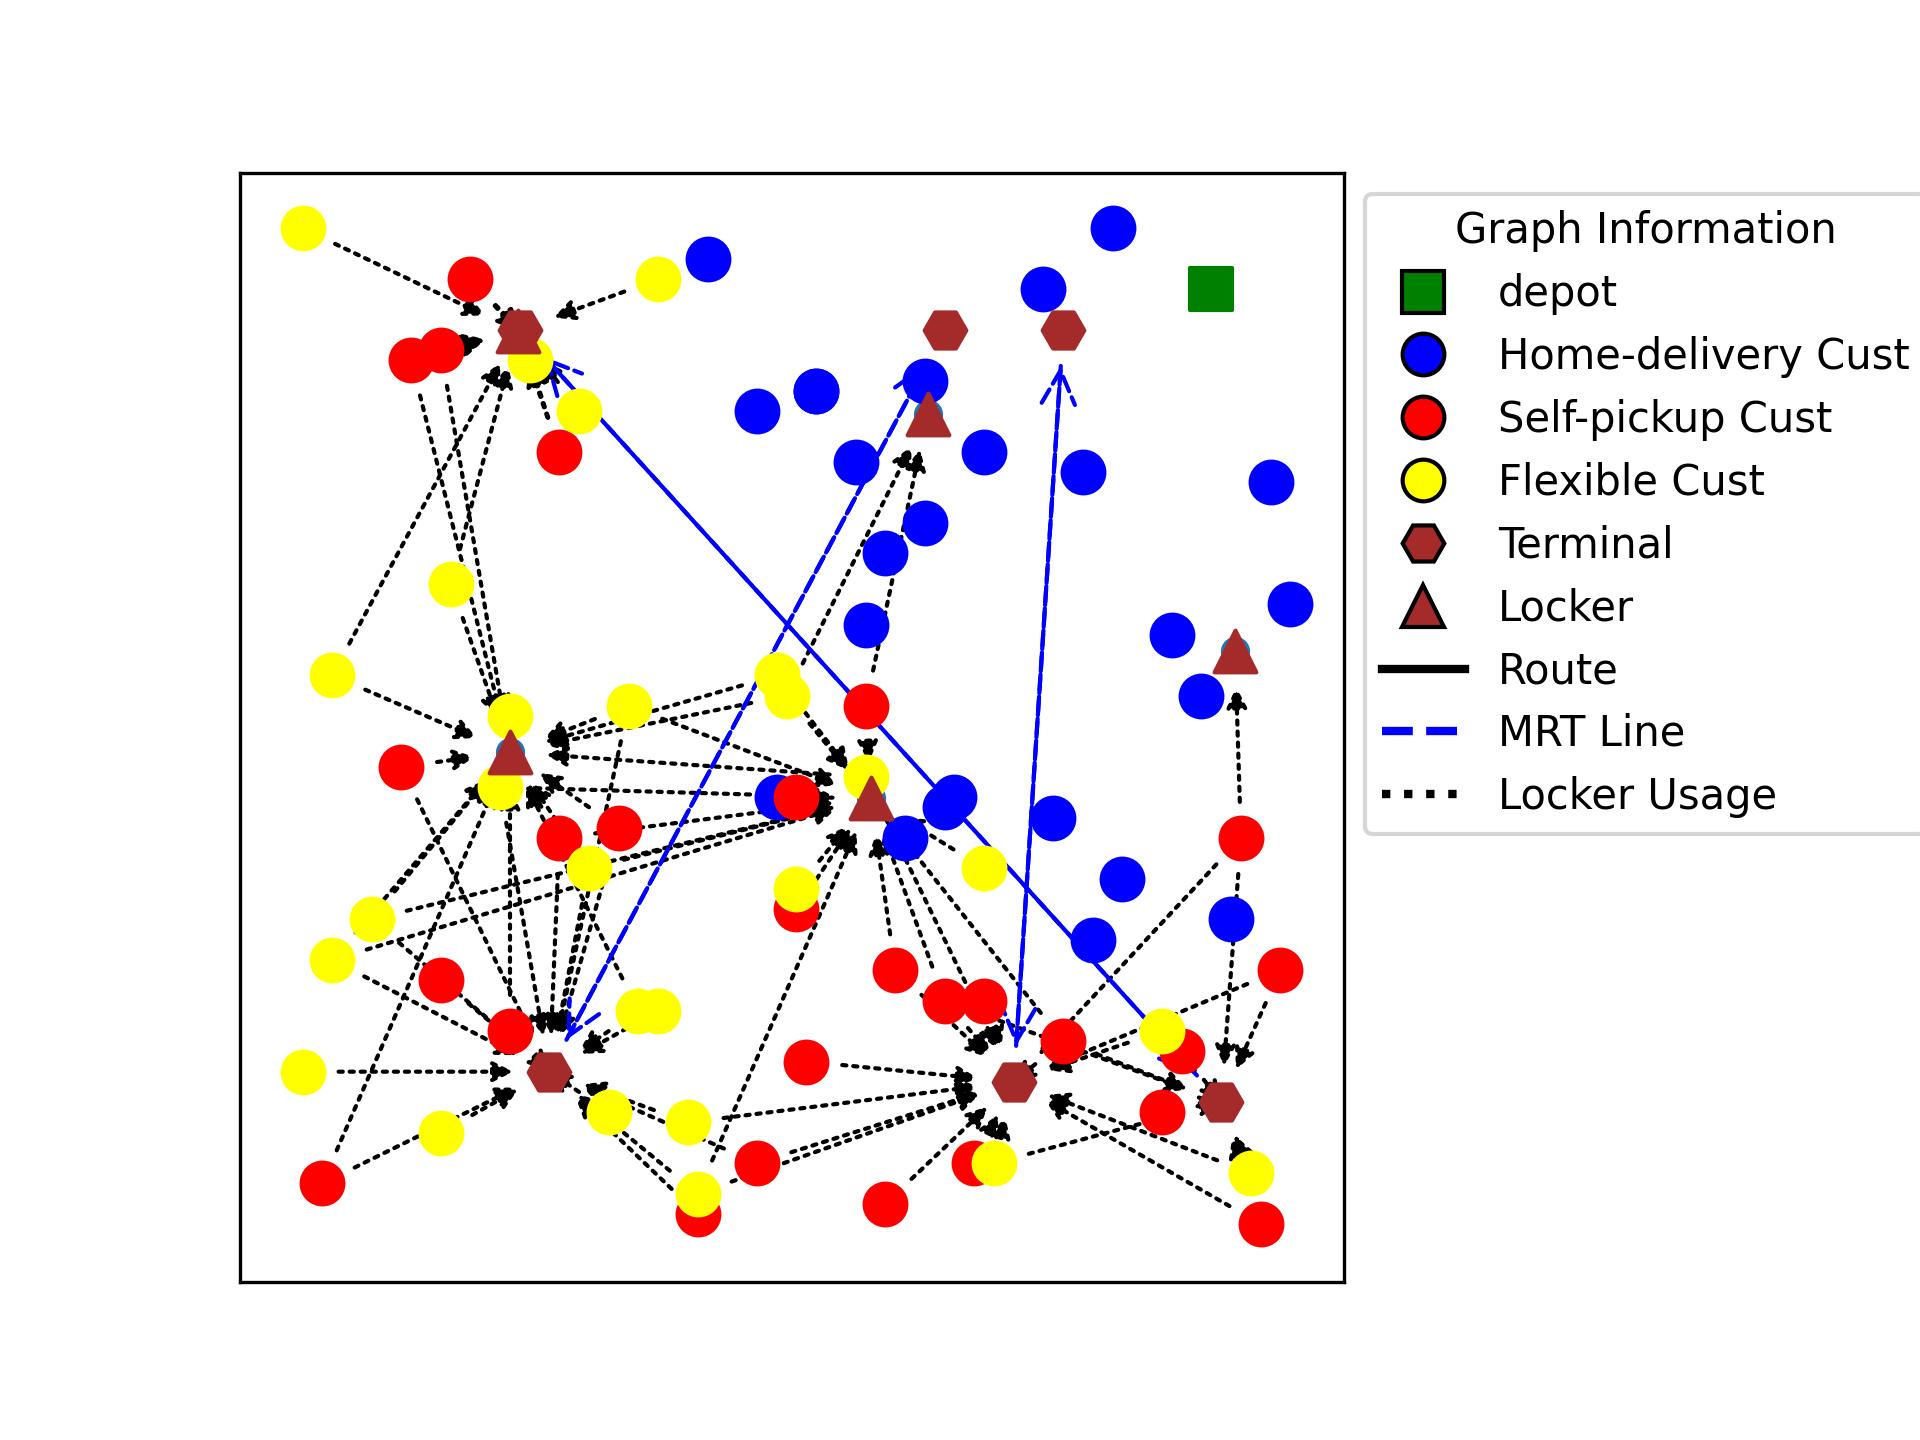 Graph Information
depot
Home-delivery Cust
Self-pickup Cust
Flexible Cust
Terminal
Locker
Route
MRT Line
Locker Usage